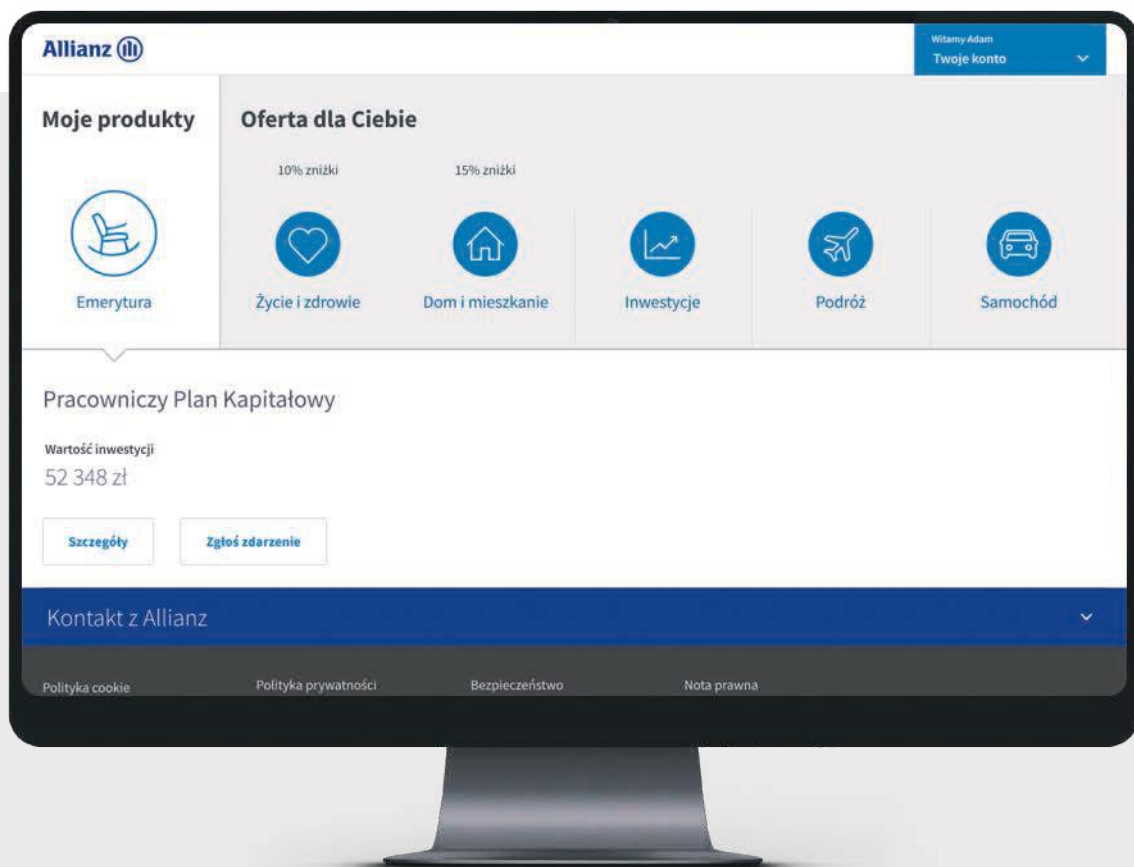 Allianz
Witamy Adam
Twoje konto
Moje produkty
Oferta dla Ciebie
10% zniżki
15% zniżki
Emerytura
Życie i zdrowie
Dom i mieszkanie
Inwestycje
Podróż
Samochód
Pracowniczy Plan Kapitałowy
Wartość inwestycji
52 348 zł
Szczegóły
Zgłoś zdarzenie
Kontakt z Allianz
Polityka cookie
Polityka prywatności
Bezpieczeństwo
Nota prawna